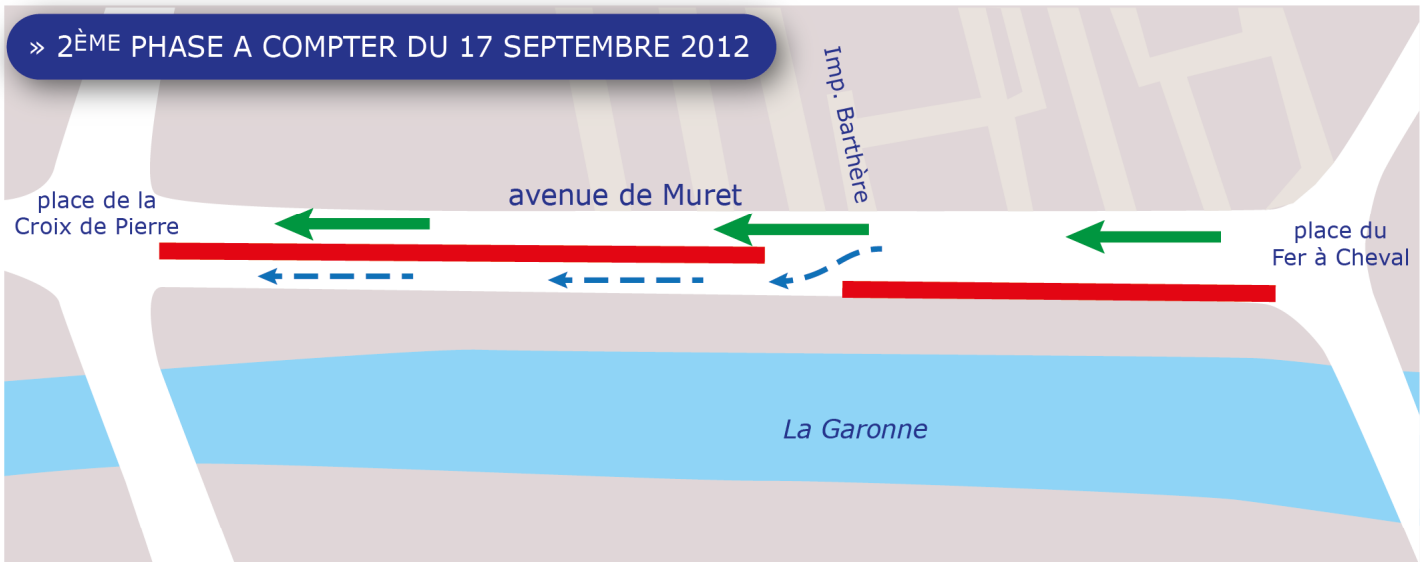 » 2ÈME PHASE A COMPTER DU 17 SEPTEMBRE 2012
Imp. Barthère
avenue de Muret
place de la
Croix de Pierre
place du
Fer à Cheval
La Garonne